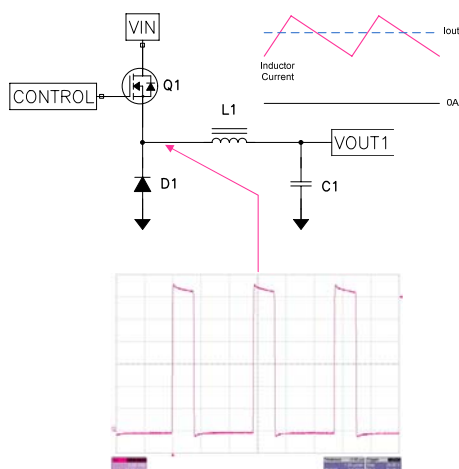 VIN
Q1
CONTROL
L1
VOUT1
D1
C1
Iout
Inductor
Current
0A